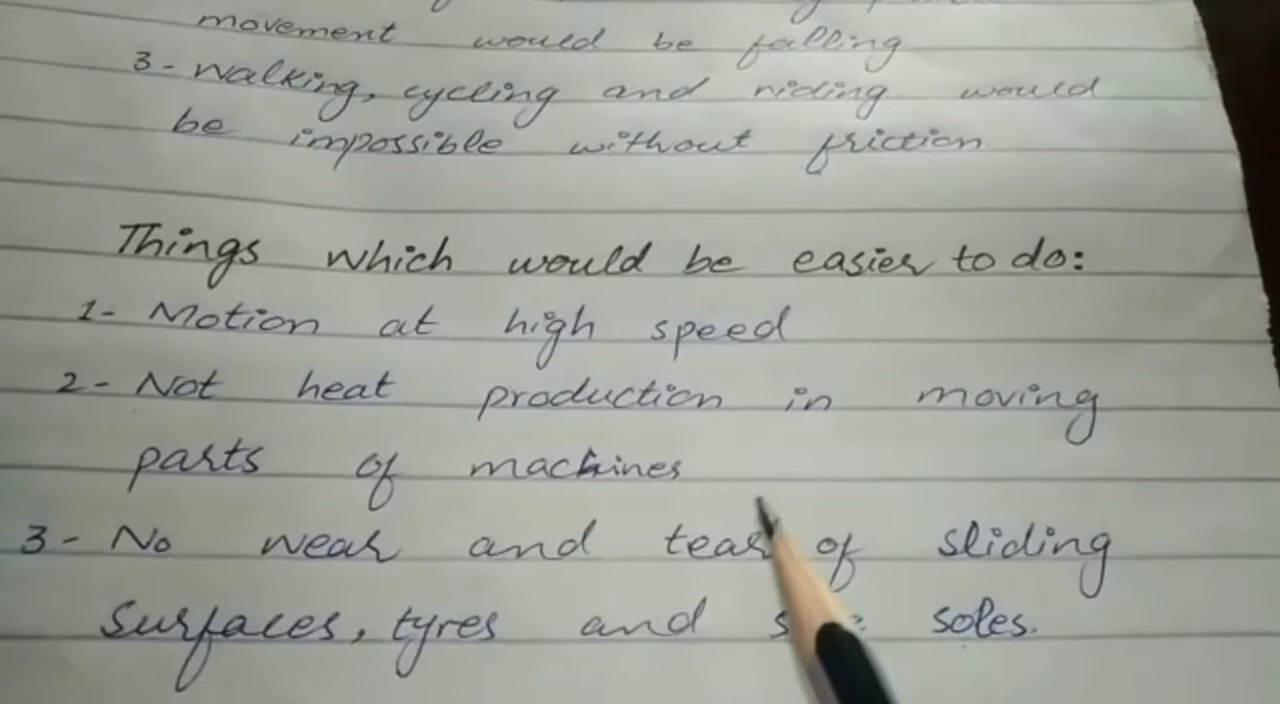 movement would be falling
3- Walking, cycling and riding would
be impossible without friction
Things which would be easier to do:
1- Motion at high speed
2- Not heat production in moving
parts of machines
3- No wear and tear of sliding
surfaces, tyres and soles.